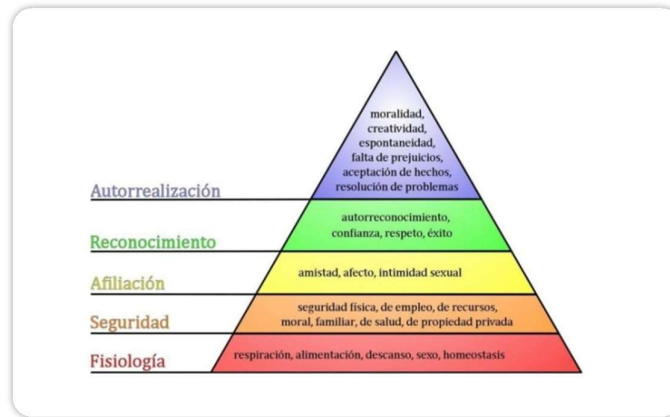 moralidad,
creatividad,
espontaneidad,
falta de prejuicios,
aceptación de hechos,
resolución de problemas
Autorrealización
autorreconocimiento,
confianza, respeto, éxito
Reconocimiento
amistad, afecto, intimidad sexual
Afiliación
seguridad física, de empleo, de recursos,
moral, familiar, de salud, de propiedad privada
Seguridad
respiración, alimentación, descanso, sexo, homeostasis
Fisiología